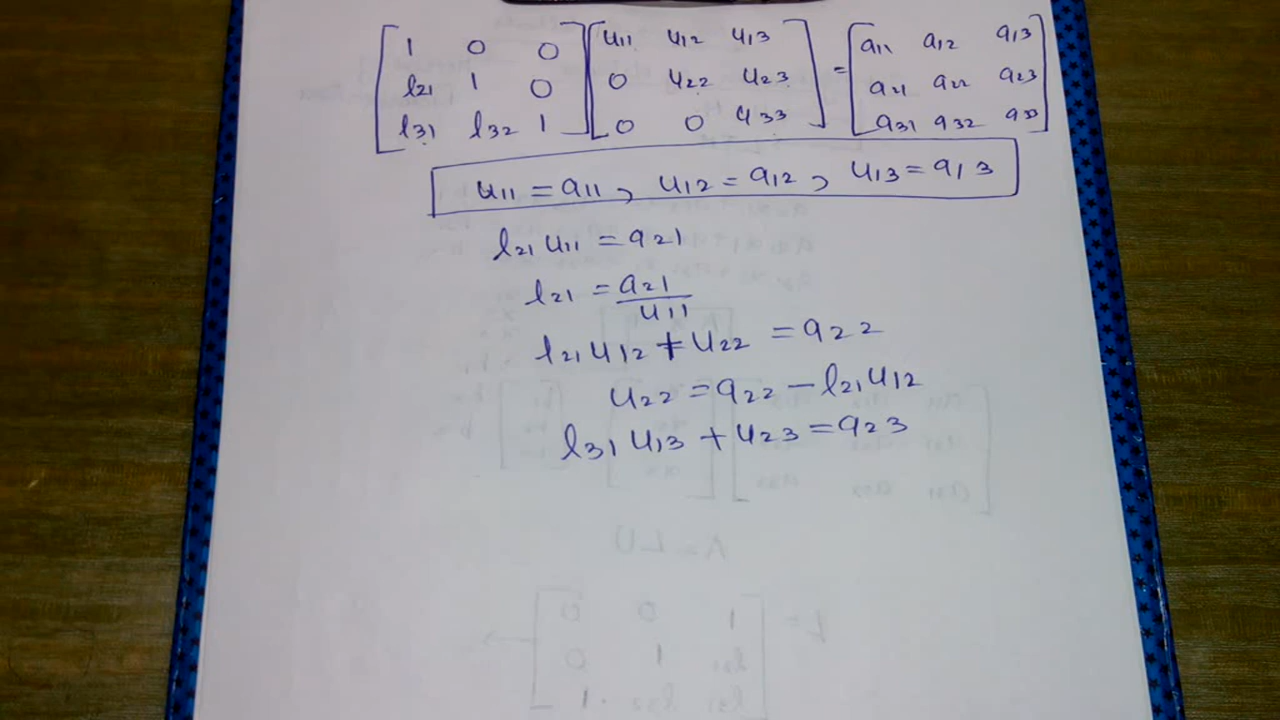 [1 0 0] [u11 u12 u13] = [a11 a12 a13]
[l21 1 0] [0 u22 u23] [a21 a22 a23]
[l31 l32 1] [0 0 u33] [a31 a32 a33]
u11 = a11, u12 = a12, u13 = a13
l21 u11 = a21
l21 = a21/u11
l21 u12 + u22 = a22
u22 = a22 - l21 u12
l31 u13 + u23 = a23